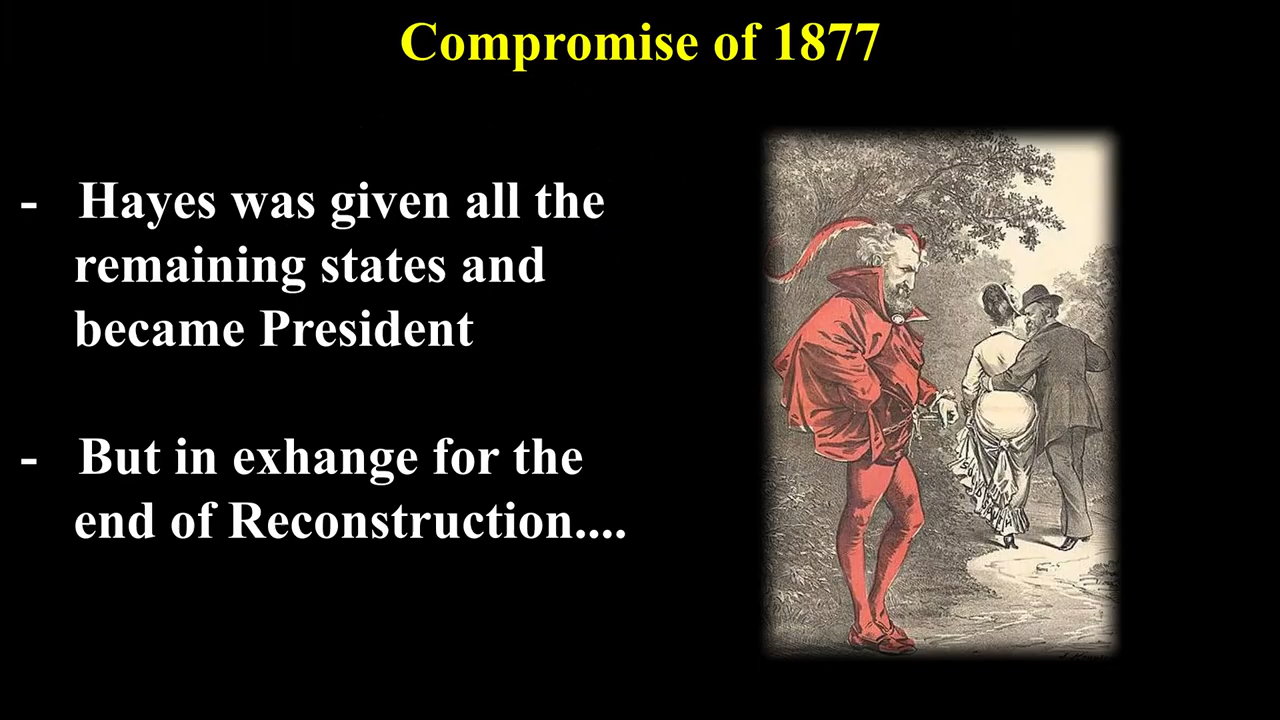 Compromise of 1877
- Hayes was given all the
remaining states and
became President
- But in exhange for the
end of Reconstruction....